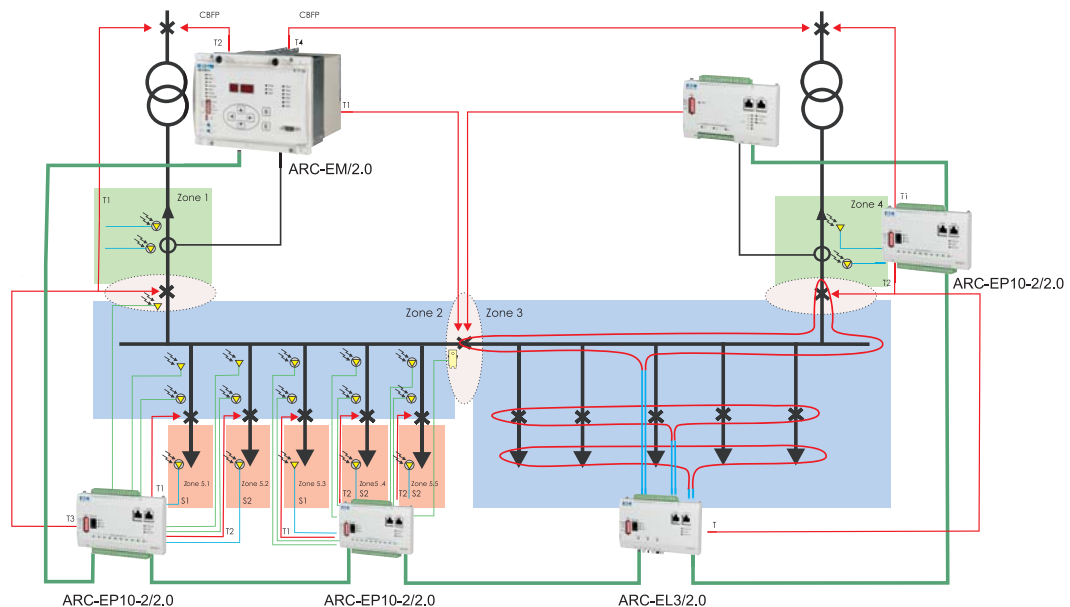 CBFP
CBFP
T2
T4
T1
ARC-EM/2.0
T1
Zone 1
Zone 4
T1
ARC-EP10-2/2.0
T2
Zone 2
Zone 3
T1
Zone 5.1
Zone 5.2
Zone 5.3
Zone5 .4
Zone 5.5
S1
S2
S1
T2
S2
T2
S2
T3
T2
T1
T
ARC-EP10-2/2.0
ARC-EP10-2/2.0
ARC-EL3/2.0